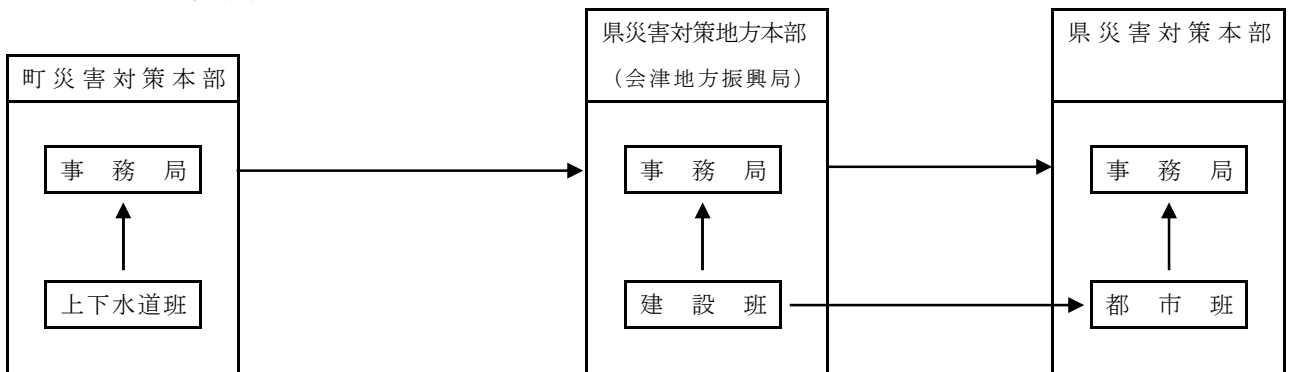 町災害対策本部
事務局
上下水道班
県災害対策地方本部
（会津地方振興局）
事務局
建設班
県災害対策本部
事務局
都市班